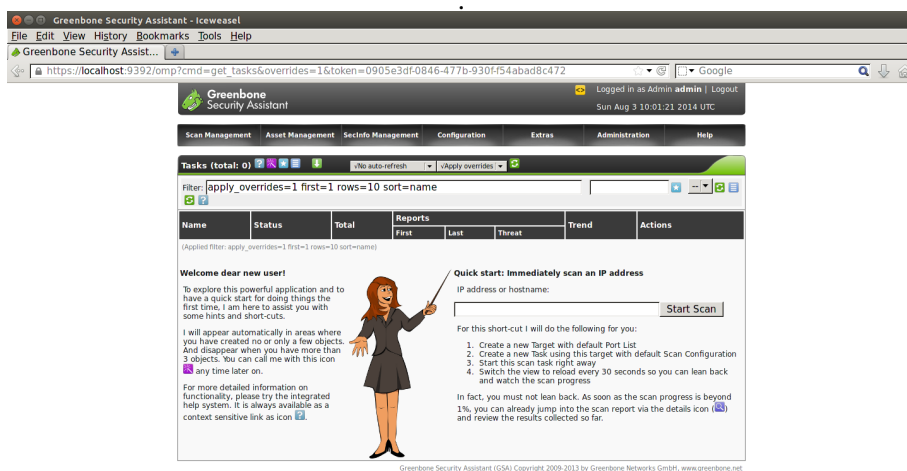 Greenbone Security Assistant - Iceweasel
File Edit View History Bookmarks Tools Help
Greenbone Security Assist...
https://localhost:9392/omp?cmd=get_tasks&overrides=1&token=0905e3df-0846-477b-930f-f54abad8c472
Google
Greenbone
Security Assistant
Logged in as Admin admin | Logout
Sun Aug 3 10:01:21 2014 UTC
Scan Management Asset Management SecInfo Management Configuration Extras Administration Help
Tasks (total: 0) √No auto-refresh √Apply overrides
Filter: apply_overrides=1 first=1 rows=10 sort=name --
Name Status Total Reports Trend Actions
First Last Threat
(Applied filter: apply_overrides=1 first=1 rows=10 sort=name)
Welcome dear new user!
To explore this powerful application and to
have a quick start for doing things the
first time, I am here to assist you with
some hints and short-cuts.
I will appear automatically in areas where
you have created no or only a few objects.
And disappear when you have more than
3 objects. You can call me with this icon
any time later on.
For more detailed information on
functionality, please try the integrated
help system. It is always available as a
context sensitive link as icon ?.
Quick start: Immediately scan an IP address
IP address or hostname:
Start Scan
For this short-cut I will do the following for you:
1. Create a new Target with default Port List
2. Create a new Task using this target with default Scan Configuration
3. Start this scan task right away
4. Switch the view to reload every 30 seconds so you can lean back
and watch the scan progress
In fact, you must not lean back. As soon as the scan progress is beyond
1%, you can already jump into the scan report via the details icon ( )
and review the results collected so far.
Greenbone Security Assistant (GSA) Copyright 2009-2013 by Greenbone Networks GmbH, www.greenbone.net